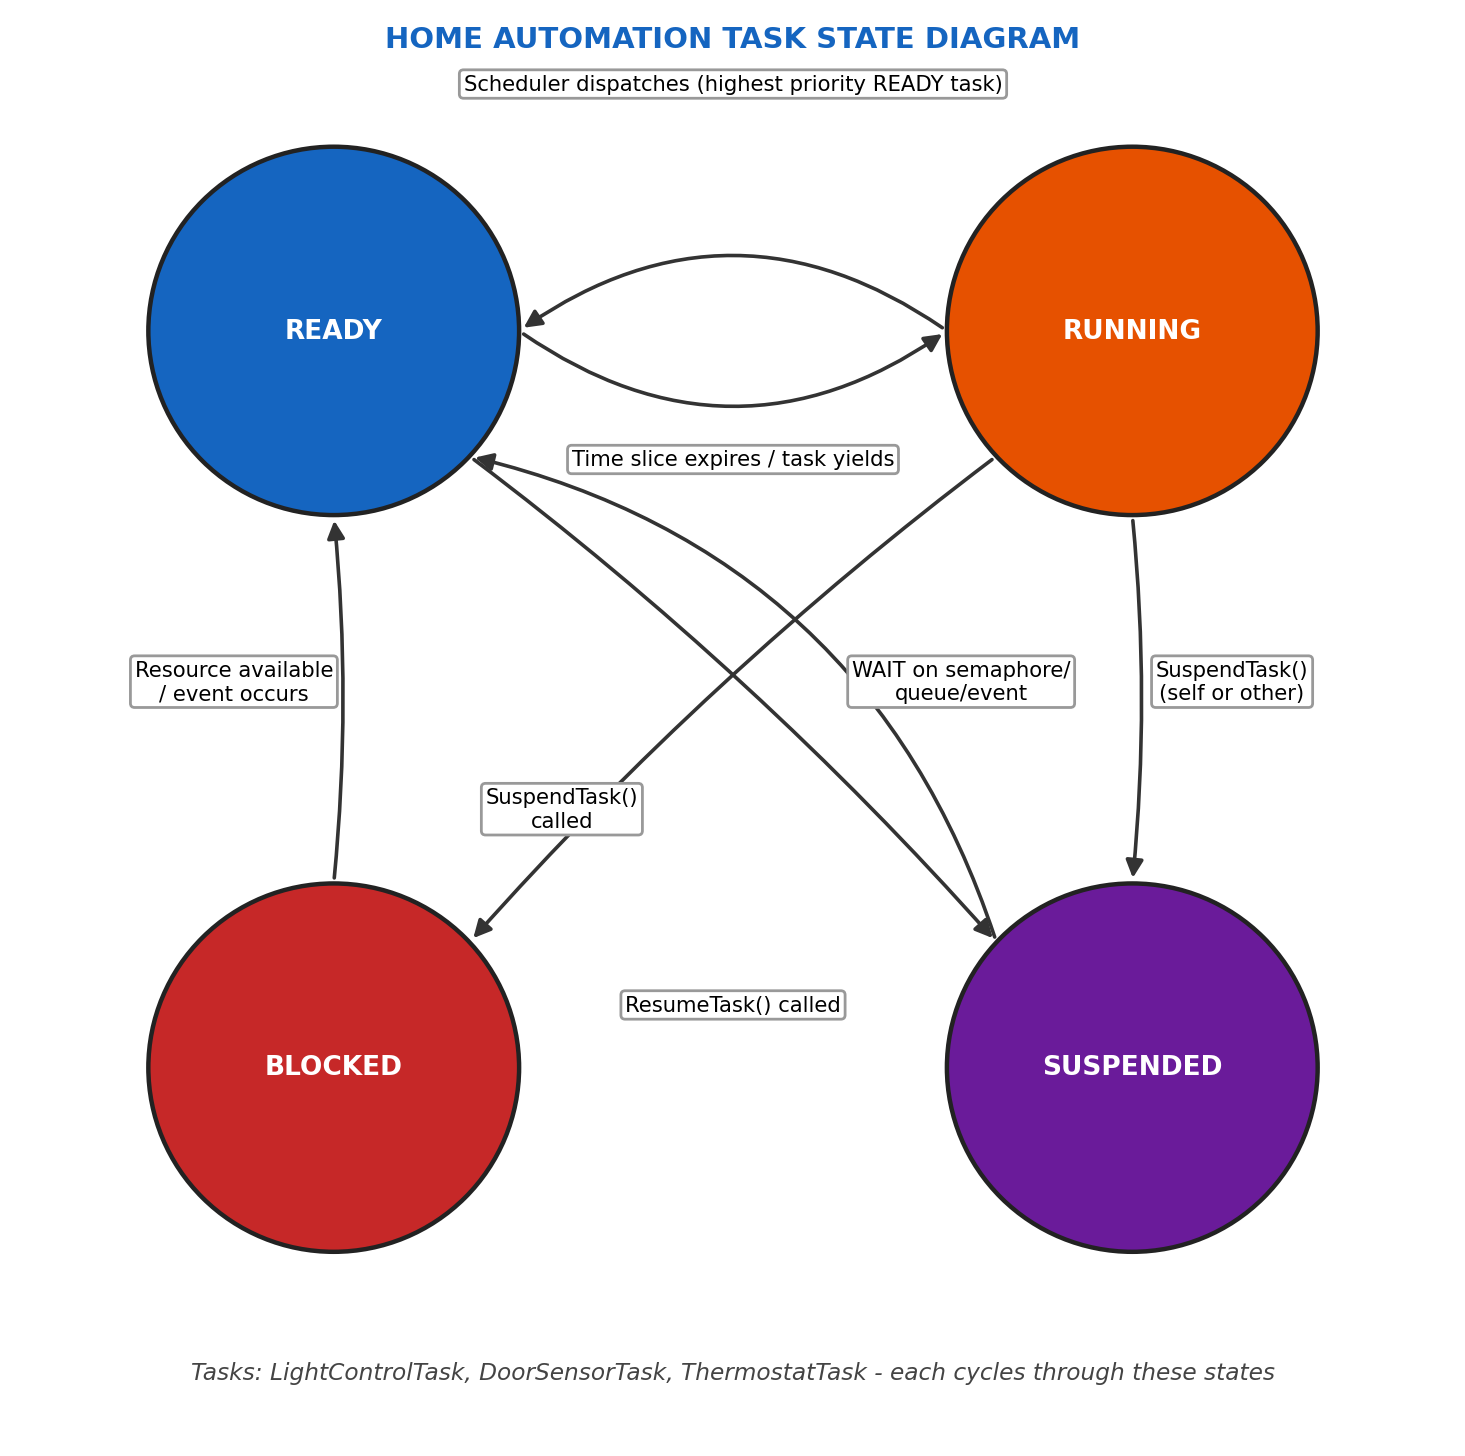 HOME AUTOMATION TASK STATE DIAGRAM
Scheduler dispatches (highest priority READY task)
READY
RUNNING
Time slice expires / task yields
Resource available
/ event occurs
WAIT on semaphore/
queue/event
SuspendTask()
(self or other)
SuspendTask()
called
ResumeTask() called
BLOCKED
SUSPENDED
Tasks: LightControlTask, DoorSensorTask, ThermostatTask - each cycles through these states